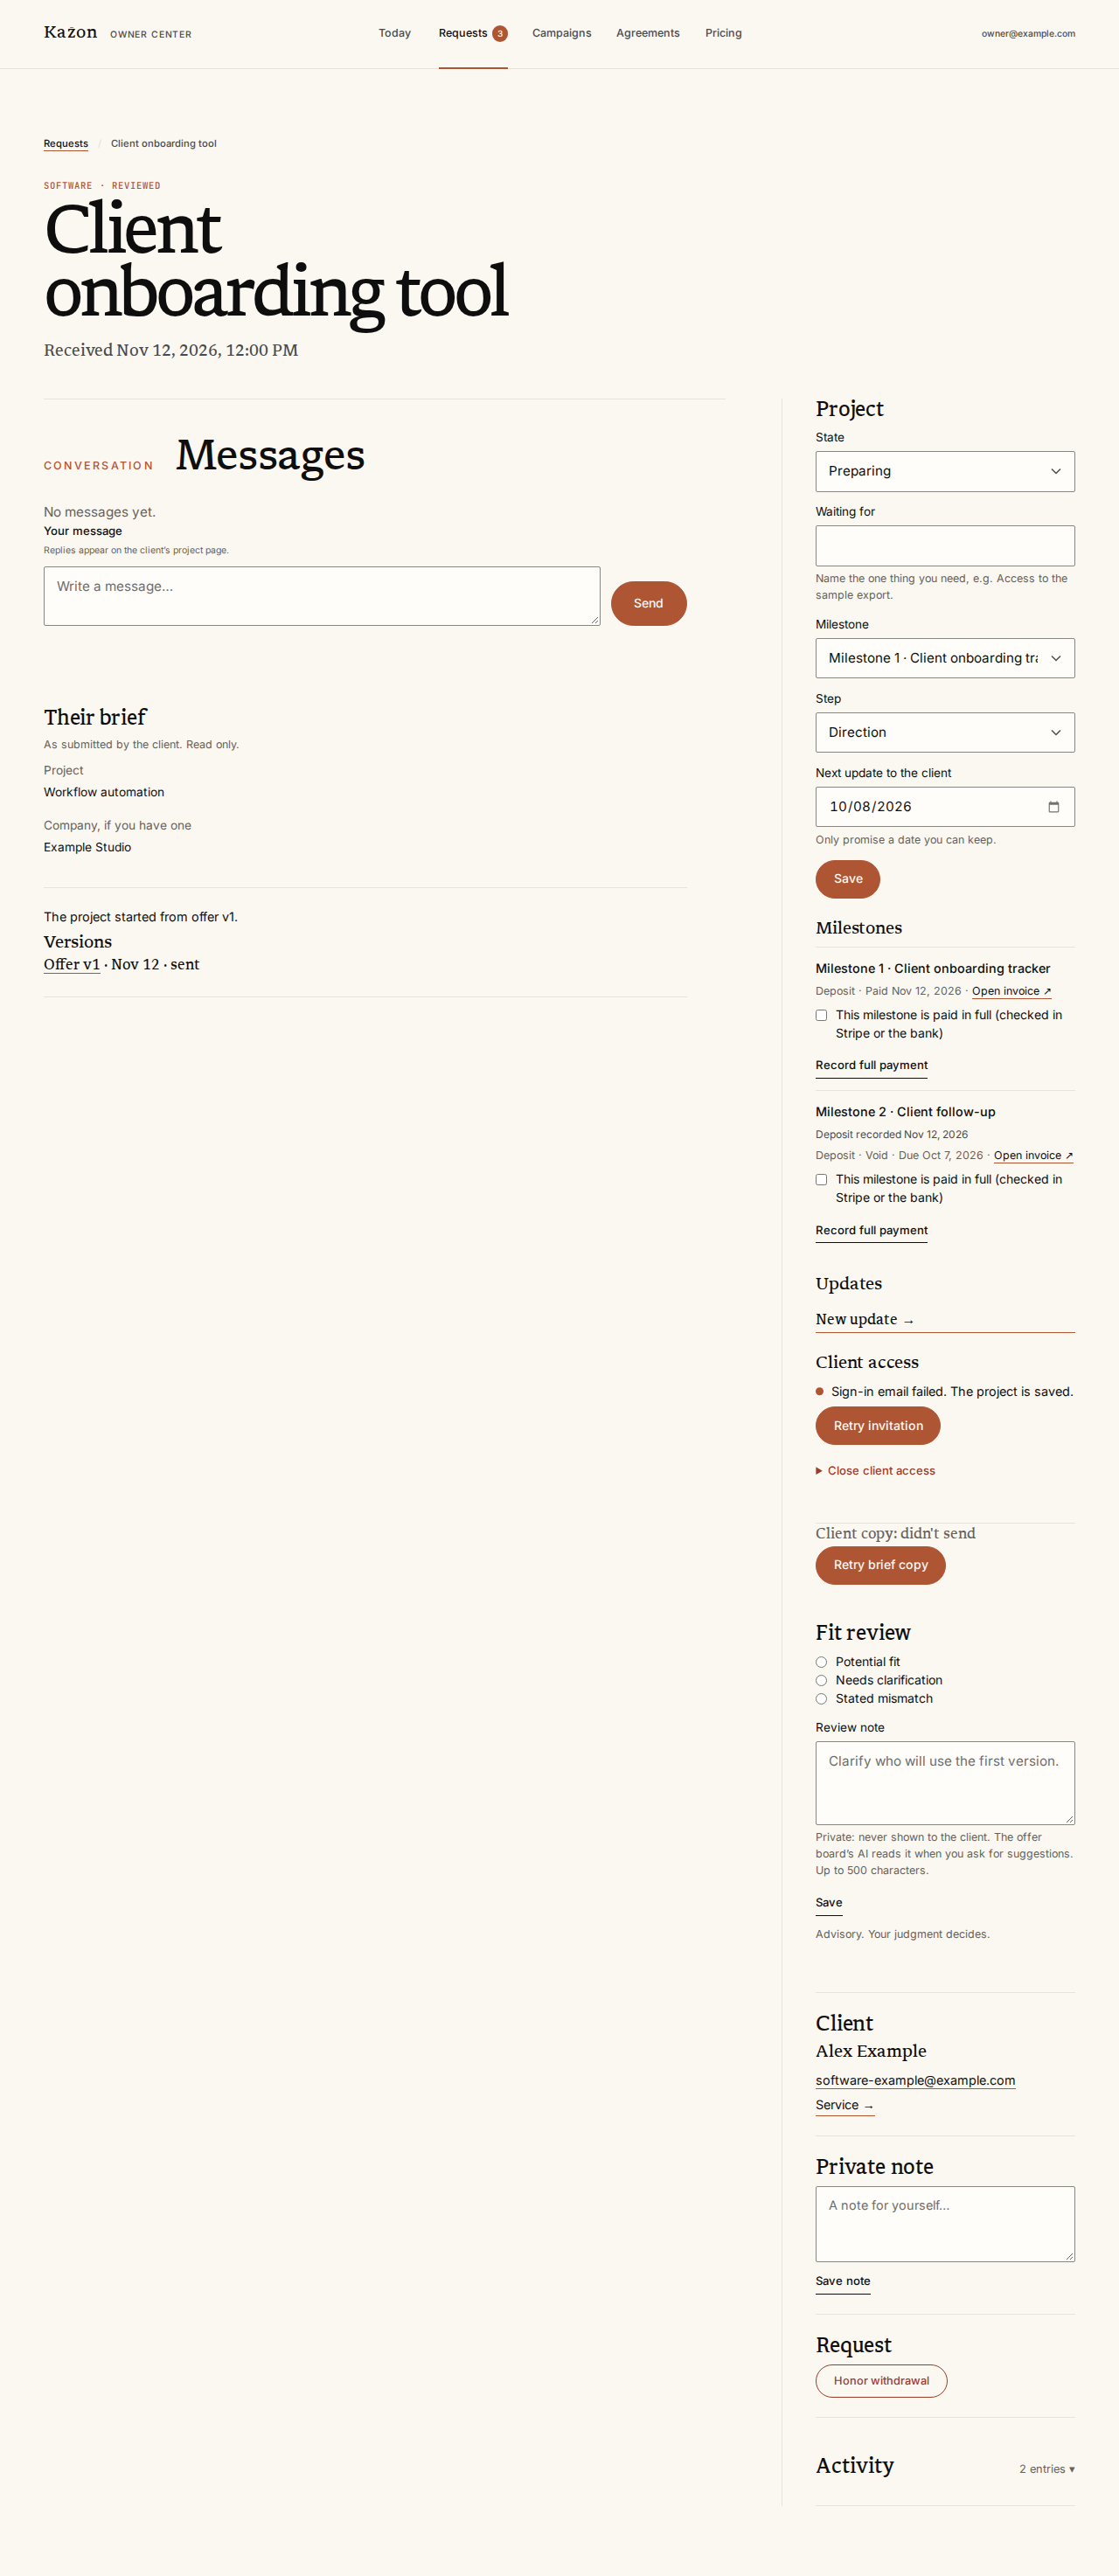 Kažon OWNER CENTER
Today Requests 3 Campaigns Agreements Pricing
owner@example.com
Requests / Client onboarding tool
SOFTWARE · REVIEWED
Client
onboarding tool
Received Nov 12, 2026, 12:00 PM
CONVERSATION Messages
No messages yet.
Your message
Replies appear on the client's project page.
Write a message...
Send
Their brief
As submitted by the client. Read only.
Project
Workflow automation
Company, if you have one
Example Studio
The project started from offer v1.
Versions
Offer v1 · Nov 12 · sent
Project
State
Preparing
Waiting for
Name the one thing you need, e.g. Access to the
sample export.
Milestone
Milestone 1 · Client onboarding tra
Step
Direction
Next update to the client
10/08/2026
Only promise a date you can keep.
Save
Milestones
Milestone 1 · Client onboarding tracker
Deposit · Paid Nov 12, 2026 · Open invoice ↗
This milestone is paid in full (checked in
Stripe or the bank)
Record full payment
Milestone 2 · Client follow-up
Deposit recorded Nov 12, 2026
Deposit · Void · Due Oct 7, 2026 · Open invoice ↗
This milestone is paid in full (checked in
Stripe or the bank)
Record full payment
Updates
New update →
Client access
Sign-in email failed. The project is saved.
Retry invitation
▶ Close client access
Client copy: didn't send
Retry brief copy
Fit review
Potential fit
Needs clarification
Stated mismatch
Review note
Clarify who will use the first version.
Private: never shown to the client. The offer
board's AI reads it when you ask for suggestions.
Up to 500 characters.
Save
Advisory. Your judgment decides.
Client
Alex Example
software-example@example.com
Service →
Private note
A note for yourself...
Save note
Request
Honor withdrawal
Activity 2 entries ▾